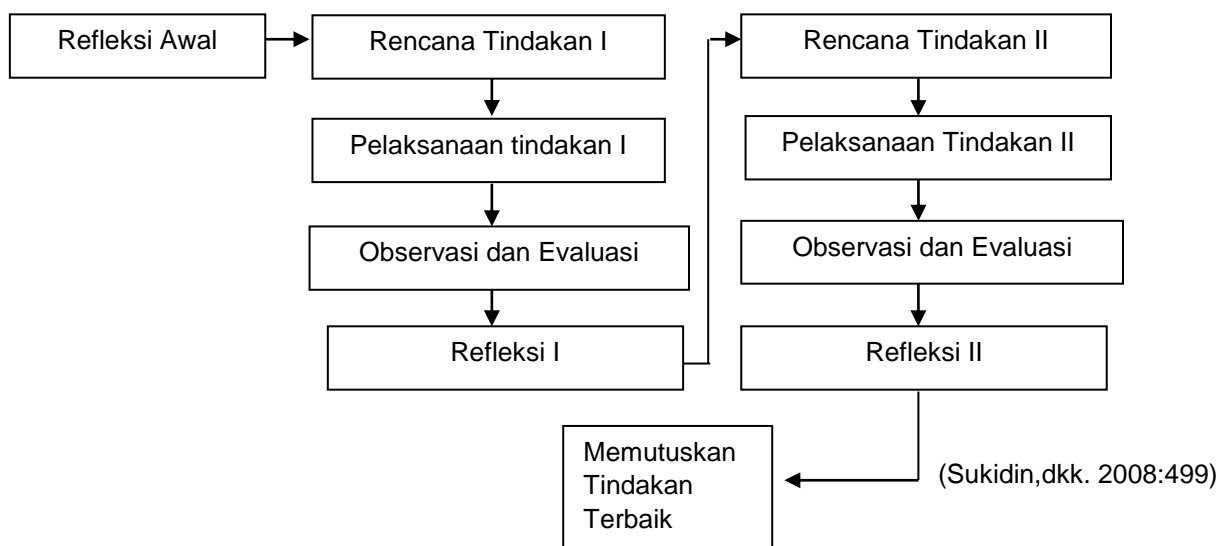 Refleksi Awal
Rencana Tindakan I
Pelaksanaan tindakan I
Observasi dan Evaluasi
Refleksi I
Rencana Tindakan II
Pelaksanaan Tindakan II
Observasi dan Evaluasi
Refleksi II
Memutuskan
Tindakan
Terbaik
(Sukidin,dkk. 2008:499)